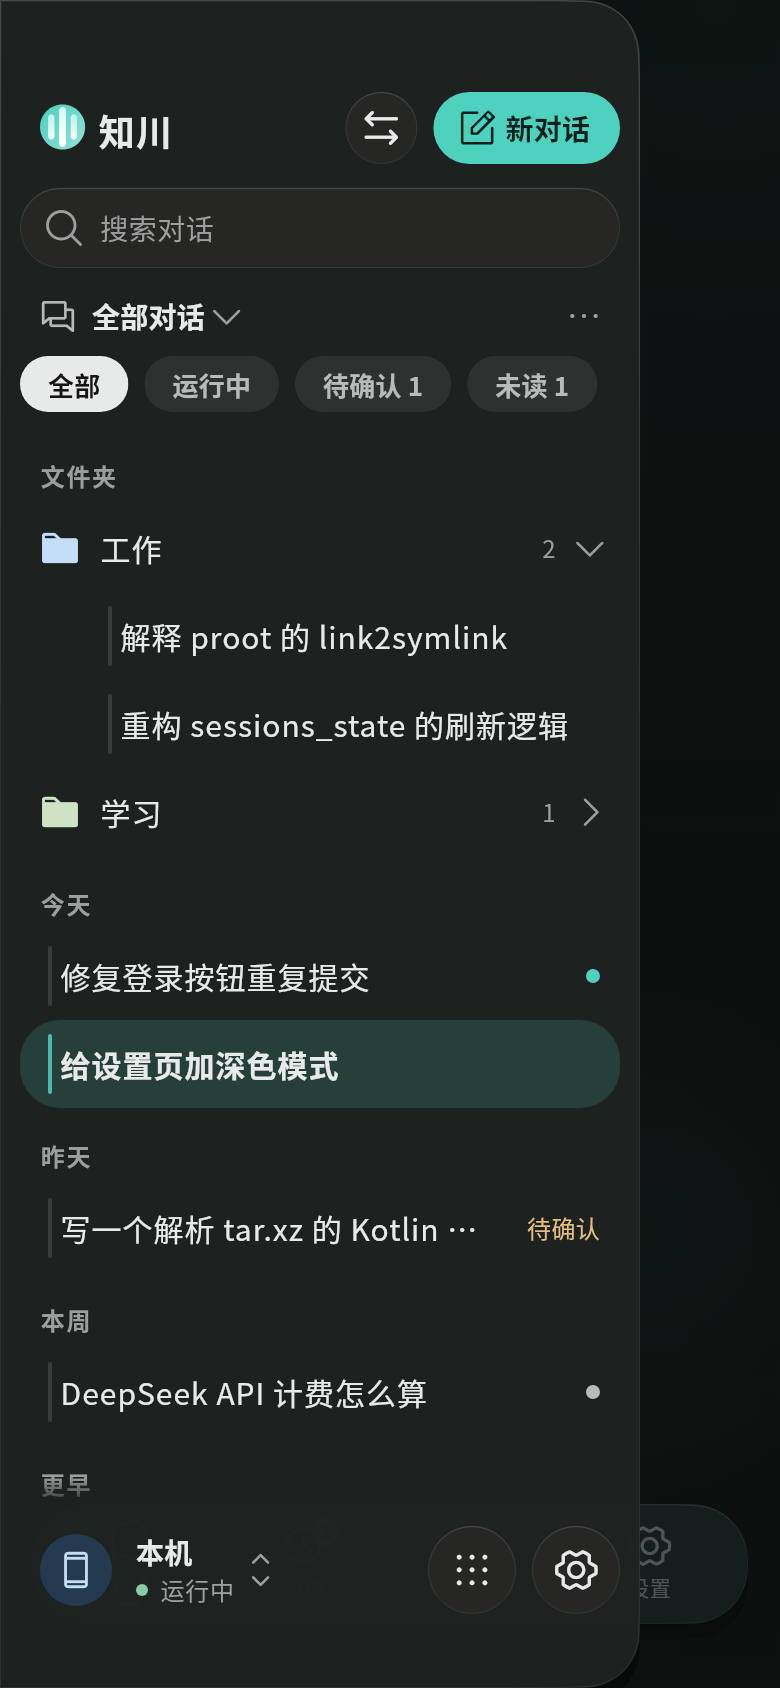 知川
新对话
搜索对话
全部对话
全部 运行中 待确认 1 未读 1
文件夹
工作 2
解释 proot 的 link2symlink
重构 sessions_state 的刷新逻辑
学习 1
今天
修复登录按钮重复提交
给设置页加深色模式
昨天
写一个解析 tar.xz 的 Kotlin … 待确认
本周
DeepSeek API 计费怎么算
更早
本机
运行中
设置